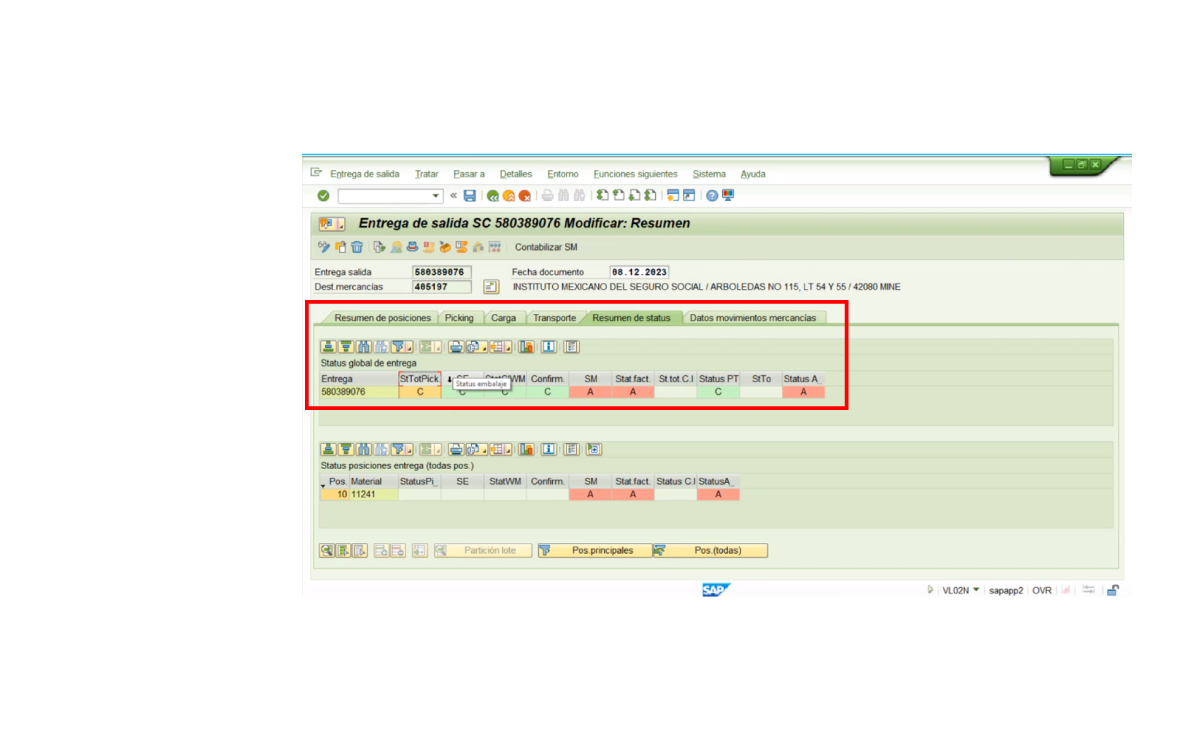 Entrega de salida Tratar Pasar a Detalles Entorno Funciones siguientes Sistema Ayuda
Entrega de salida SC 580389076 Modificar: Resumen
Contabilizar SM
Entrega salida 580389076 Fecha documento 08.12.2023
Dest.mercancías 405197 INSTITUTO MEXICANO DEL SEGURO SOCIAL / ARBOLEDAS NO 115, LT 54 Y 55 / 42080 MINE
Resumen de posiciones Picking Carga Transporte Resumen de status Datos movimientos mercancías
Status global de entrega
Entrega StTotPick SE StatGWM Confirm. SM Stat.fact. St.tot.C.I Status PT StTo Status A_
Status embalaje
580389076 C C C C A A C A
Status posiciones entrega (todas pos.)
Pos. Material StatusPi_ SE StatWM Confirm. SM Stat.fact. Status C.I StatusA_
10 11241 A A A
Partición lote Pos.principales Pos.(todas)
SAP VL02N sapapp2 OVR